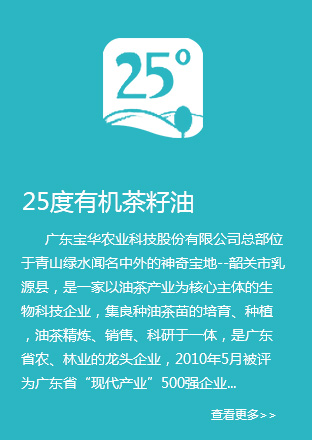 25°
25度有机茶籽油
广东宝华农业科技股份有限公司总部位
于青山绿水闻名中外的神奇宝地--韶关市乳
源县，是一家以油茶产业为核心主体的生
物科技企业，集良种油茶苗的培育、种植
，油茶精炼、销售、科研于一体，是广东
省农、林业的龙头企业，2010年5月被评
为广东省“现代产业”500强企业...
查看更多>>